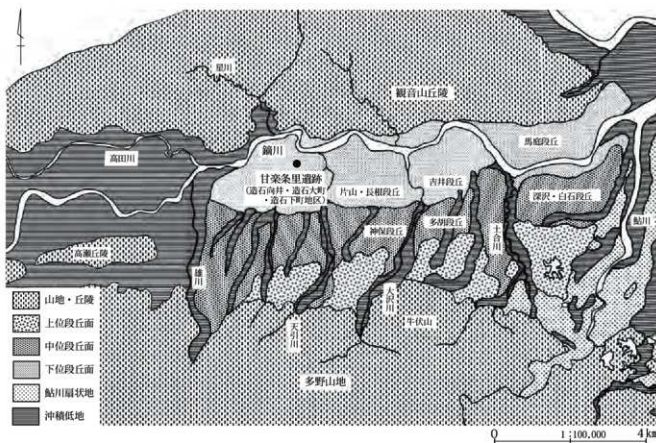 星川
観音山丘陵
馬庭段丘
高田川
鏑川
甘楽条里遺跡
(造石向井・造石大町
・造石下町地区)
片山・長根段丘
吉井段丘
深沢・白石段丘
鮎川
神保段丘
多胡段丘
土合川
高瀬丘陵
雄川
天引川
大沢川
牛伏山
多野山地
山地・丘陵
上位段丘面
中位段丘面
下位段丘面
鮎川扇状地
沖積低地
0 1:100,000 4km